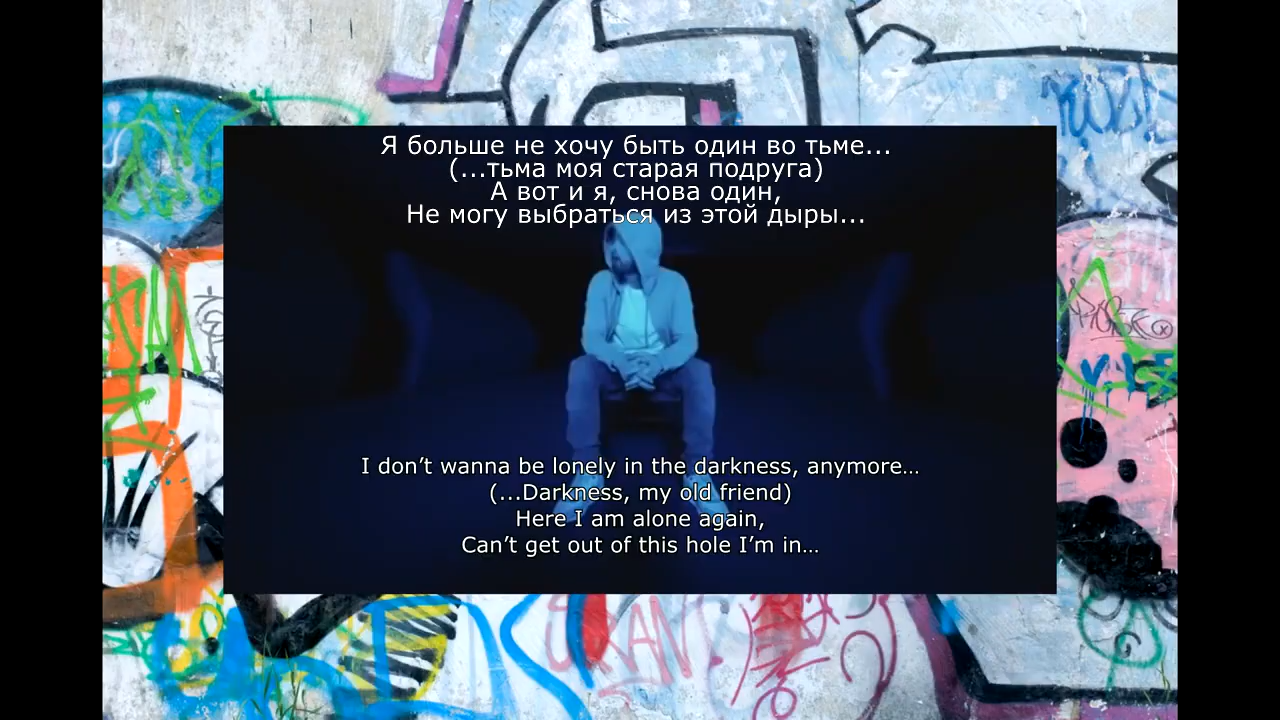 Я больше не хочу быть один во тьме...
(...тьма моя старая подруга)
А вот и я, снова один,
Не могу выбраться из этой дыры...
I don’t wanna be lonely in the darkness, anymore…
(...Darkness, my old friend)
Here I am alone again,
Can’t get out of this hole I’m in…